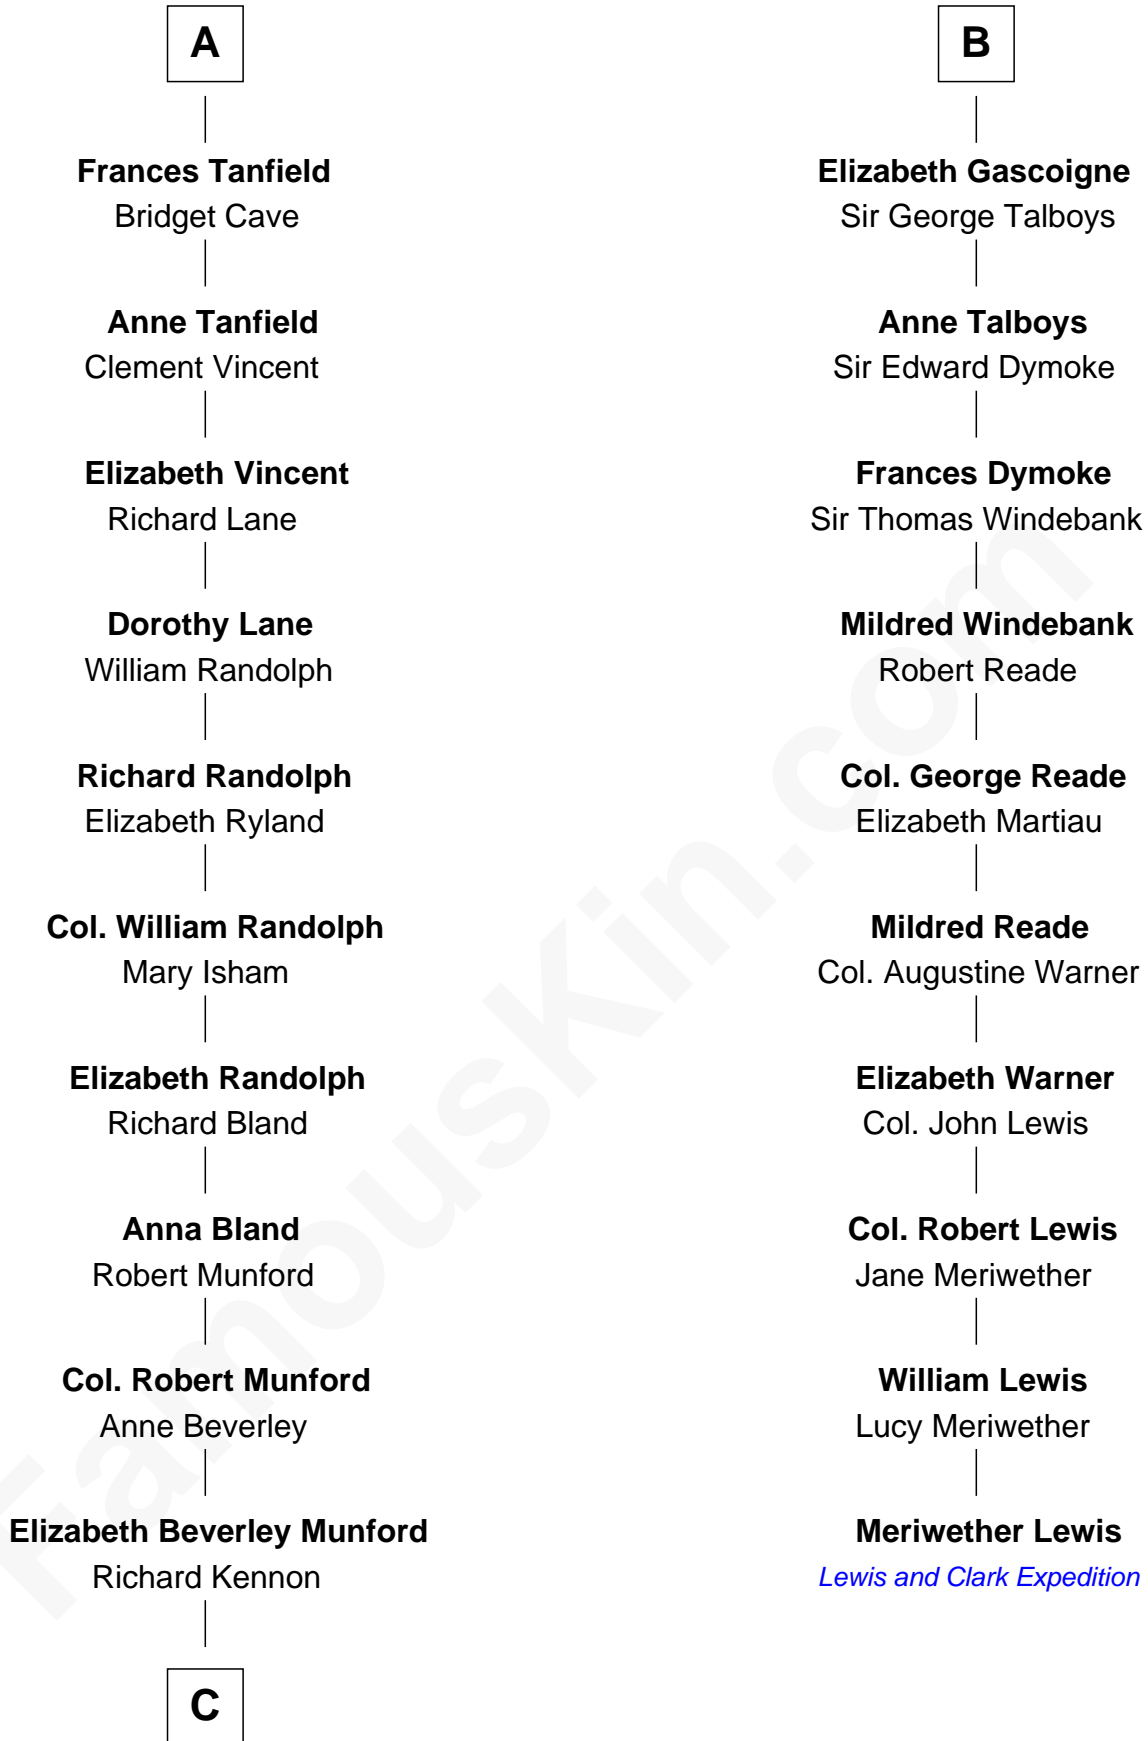 A
Frances Tanfield
Bridget Cave
Anne Tanfield
Clement Vincent
Elizabeth Vincent
Richard Lane
Dorothy Lane
William Randolph
Richard Randolph
Elizabeth Ryland
Col. William Randolph
Mary Isham
Elizabeth Randolph
Richard Bland
Anna Bland
Robert Munford
Col. Robert Munford
Anne Beverley
Elizabeth Beverley Munford
Richard Kennon
C
B
Elizabeth Gascoigne
Sir George Talboys
Anne Talboys
Sir Edward Dymoke
Frances Dymoke
Sir Thomas Windebank
Mildred Windebank
Robert Reade
Col. George Reade
Elizabeth Martiau
Mildred Reade
Col. Augustine Warner
Elizabeth Warner
Col. John Lewis
Col. Robert Lewis
Jane Meriwether
William Lewis
Lucy Meriwether
Meriwether Lewis
Lewis and Clark Expedition
FamousKin.com